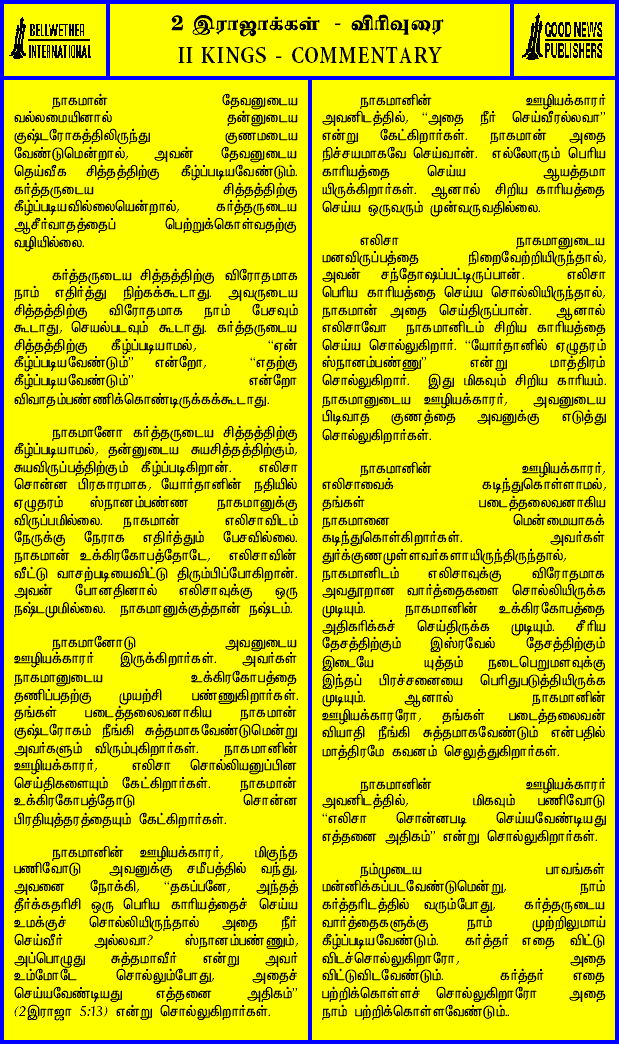 BELLWETHER
INTERNATIONAL
2 இராஜாக்கள் - விரிவுரை
II KINGS - COMMENTARY
GOOD NEWS
PUBLISHERS
நாகமான் தேவனுடைய
வல்லமையினால் தன்னுடைய
குஷ்டரோகத்திலிருந்து குணமடைய
வேண்டுமென்றால், அவன் தேவனுடைய
தெய்வீக சித்தத்திற்கு கீழ்ப்படியவேண்டும்.
கர்த்தருடைய சித்தத்திற்கு
கீழ்ப்படியவில்லையென்றால், கர்த்தருடைய
ஆசீர்வாதத்தைப் பெற்றுக்கொள்வதற்கு
வழியில்லை.
கர்த்தருடைய சித்தத்திற்கு விரோதமாக
நாம் எதிர்த்து நிற்கக்கூடாது. அவருடைய
சித்தத்திற்கு விரோதமாக நாம் பேசவும்
கூடாது, செயல்படவும் கூடாது. கர்த்தருடைய
சித்தத்திற்கு கீழ்ப்படியாமல், “ஏன்
கீழ்ப்படியவேண்டும்” என்றோ, “எதற்கு
கீழ்ப்படியவேண்டும்” என்றோ
விவாதம்பண்ணிக்கொண்டிருக்கக்கூடாது.
நாகமானோ கர்த்தருடைய சித்தத்திற்கு
கீழ்ப்படியாமல், தன்னுடைய சுயசித்தத்திற்கும்,
சுயவிருப்பத்திற்கும் கீழ்ப்படிகிறான். எலிசா
சொன்ன பிரகாரமாக, யோர்தானின் நதியில்
ஏழுதரம் ஸ்நானம்பண்ண நாகமானுக்கு
விருப்பமில்லை. நாகமான் எலிசாவிடம்
நேருக்கு நேராக எதிர்த்தும் பேசவில்லை.
நாகமான் உக்கிரகோபத்தோடே, எலிசாவின்
வீட்டு வாசற்படியைவிட்டு திரும்பிப்போகிறான்.
அவன் போனதினால் எலிசாவுக்கு ஒரு
நஷ்டமுமில்லை. நாகமானுக்குத்தான் நஷ்டம்.
நாகமானோடு அவனுடைய
ஊழியக்காரர் இருக்கிறார்கள். அவர்கள்
நாகமானுடைய உக்கிரகோபத்தை
தணிப்பதற்கு முயற்சி பண்ணுகிறார்கள்.
தங்கள் படைத்தலைவனாகிய நாகமான்
குஷ்டரோகம் நீங்கி சுத்தமாகவேண்டுமென்று
அவர்களும் விரும்புகிறார்கள். நாகமானின்
ஊழியக்காரர், எலிசா சொல்லியனுப்பின
செய்திகளையும் கேட்கிறார்கள். நாகமான்
உக்கிரகோபத்தோடு சொன்ன
பிரதியுத்தரத்தையும் கேட்கிறார்கள்.
நாகமானின் ஊழியக்காரர், மிகுந்த
பணிவோடு அவனுக்கு சமீபத்தில் வந்து,
அவனை நோக்கி, “தகப்பனே, அந்தத்
தீர்க்கதரிசி ஒரு பெரிய காரியத்தைச் செய்ய
உமக்குச் சொல்லியிருந்தால் அதை நீர்
செய்வீர் அல்லவா? ஸ்நானம்பண்ணும்,
அப்பொழுது சுத்தமாவீர் என்று அவர்
உம்மோடே சொல்லும்போது, அதைச்
செய்யவேண்டியது எத்தனை அதிகம்”
(2இராஜா 5:13) என்று சொல்லுகிறார்கள்.
நாகமானின் ஊழியக்காரர்
அவனிடத்தில், “அதை நீர் செய்வீரல்லவா”
என்று கேட்கிறார்கள். நாகமான் அதை
நிச்சயமாகவே செய்வான். எல்லோரும் பெரிய
காரியத்தை செய்ய ஆயத்தமா
யிருக்கிறார்கள். ஆனால் சிறிய காரியத்தை
செய்ய ஒருவரும் முன்வருவதில்லை.
எலிசா நாகமானுடைய
மனவிருப்பத்தை நிறைவேற்றியிருந்தால்,
அவன் சந்தோஷப்பட்டிருப்பான். எலிசா
பெரிய காரியத்தை செய்ய சொல்லியிருந்தால்,
நாகமான் அதை செய்திருப்பான். ஆனால்
எலிசாவோ நாகமானிடம் சிறிய காரியத்தை
செய்ய சொல்லுகிறார். “யோர்தானில் ஏழுதரம்
ஸ்நானம்பண்ணு” என்று மாத்திரம்
சொல்லுகிறார். இது மிகவும் சிறிய காரியம்.
நாகமானுடைய ஊழியக்காரர், அவனுடைய
பிடிவாத குணத்தை அவனுக்கு எடுத்து
சொல்லுகிறார்கள்.
நாகமானின் ஊழியக்காரர்,
எலிசாவைக் கடிந்துகொள்ளாமல்,
தங்கள் படைத்தலைவனாகிய
நாகமானை மென்மையாகக்
கடிந்துகொள்கிறார்கள். அவர்கள்
துர்க்குணமுள்ளவர்களாயிருந்திருந்தால்,
நாகமானிடம் எலிசாவுக்கு விரோதமாக
அவதூறான வார்த்தைகளை சொல்லியிருக்க
முடியும். நாகமானின் உக்கிரகோபத்தை
அதிகரிக்கச் செய்திருக்க முடியும். சீரிய
தேசத்திற்கும் இஸ்ரவேல் தேசத்திற்கும்
இடையே யுத்தம் நடைபெறுமளவுக்கு
இந்தப் பிரச்சனையை பெரிதுபடுத்தியிருக்க
முடியும். ஆனால் நாகமானின்
ஊழியக்காரரோ, தங்கள் படைத்தலைவன்
வியாதி நீங்கி சுத்தமாகவேண்டும் என்பதில்
மாத்திரமே கவனம் செலுத்துகிறார்கள்.
நாகமானின் ஊழியக்காரர்
அவனிடத்தில், மிகவும் பணிவோடு
“எலிசா சொன்னபடி செய்யவேண்டியது
எத்தனை அதிகம்” என்று சொல்லுகிறார்கள்.
நம்முடைய பாவங்கள்
மன்னிக்கப்படவேண்டுமென்று, நாம்
கர்த்தரிடத்தில் வரும்போது, கர்த்தருடைய
வார்த்தைகளுக்கு நாம் முற்றிலுமாய்
கீழ்ப்படியவேண்டும். கர்த்தர் எதை விட்டு
விடச்சொல்லுகிறாரோ, அதை
விட்டுவிடவேண்டும். கர்த்தர் எதை
பற்றிக்கொள்ளச் சொல்லுகிறாரோ அதை
நாம் பற்றிக்கொள்ளவேண்டும்..